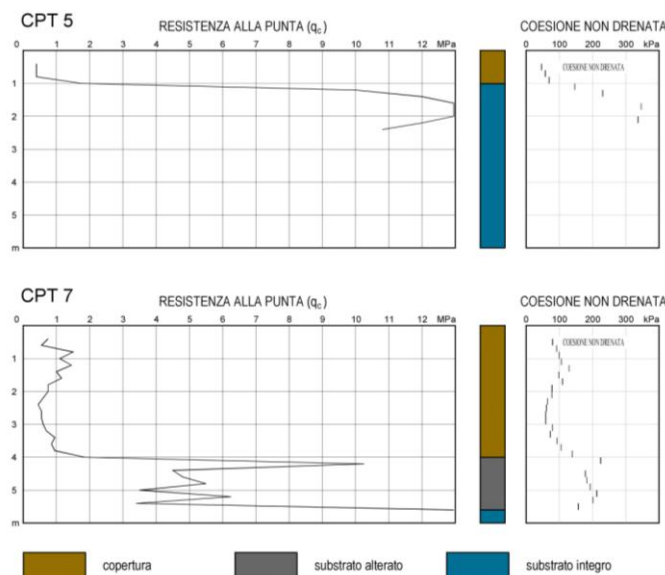 CPT 5
RESISTENZA ALLA PUNTA (qc)
COESIONE NON DRENATA
0 1 2 3 4 5 6 7 8 9 10 11 12 MPa
0 100 200 300 kPa
COESIONE NON DRENATA
1
2
3
4
5
m
CPT 7
RESISTENZA ALLA PUNTA (qc)
COESIONE NON DRENATA
0 1 2 3 4 5 6 7 8 9 10 11 12 MPa
0 100 200 300 kPa
COESIONE NON DRENATA
1
2
3
4
5
m
copertura
substrato alterato
substrato integro